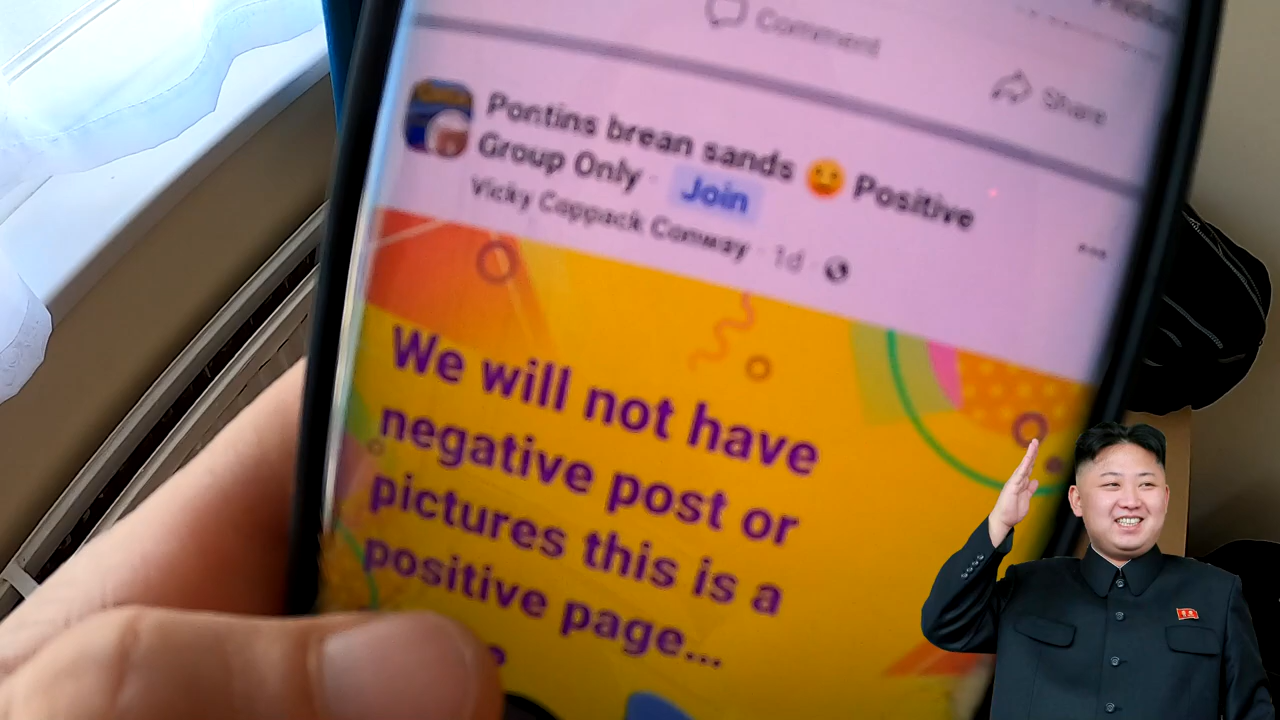 Comment
Share
Pontins brean sands 🙂 Positive
Group Only · Join
Vicky Coppack Conway · 1d ·
We will not have
negative post or
pictures this is a
positive page...